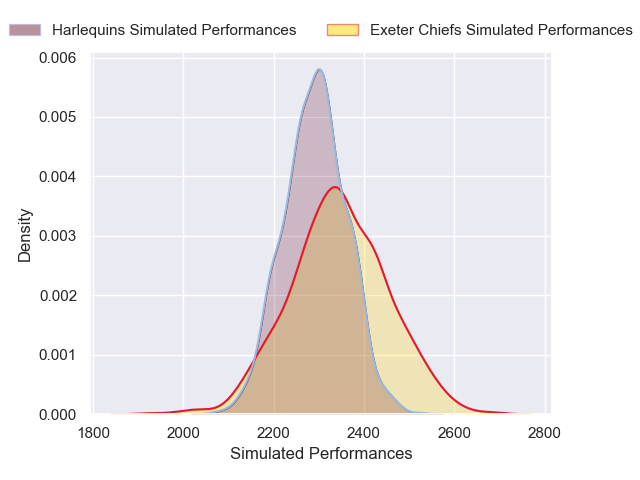 Harlequins Simulated Performances Exeter Chiefs Simulated Performances
0.006
0.005
0.004
0.003
0.002
0.001
0.000
Density
1800 2000 2200 2400 2600 2800
Simulated Performances